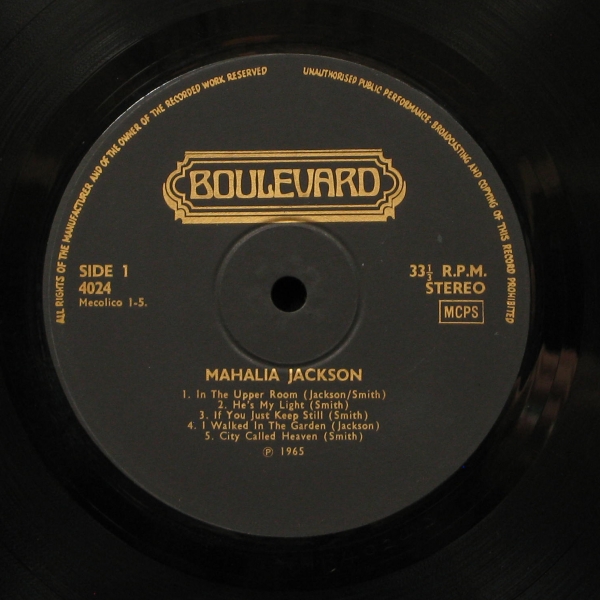 ALL RIGHTS OF THE MANUFACTURER AND OF THE OWNER OF THE RECORDED WORK RESERVED
UNAUTHORISED PUBLIC PERFORMANCE · BROADCASTING AND COPYING OF THIS RECORD PROHIBITED
BOULEVARD
SIDE 1
4024
Mecolico 1-5.
33⅓ R.P.M.
STEREO
MCPS
MAHALIA JACKSON
1. In The Upper Room (Jackson/Smith)
2. He's My Light (Smith)
3. If You Just Keep Still (Smith)
4. I Walked In The Garden (Jackson)
5. City Called Heaven (Smith)
℗ 1965